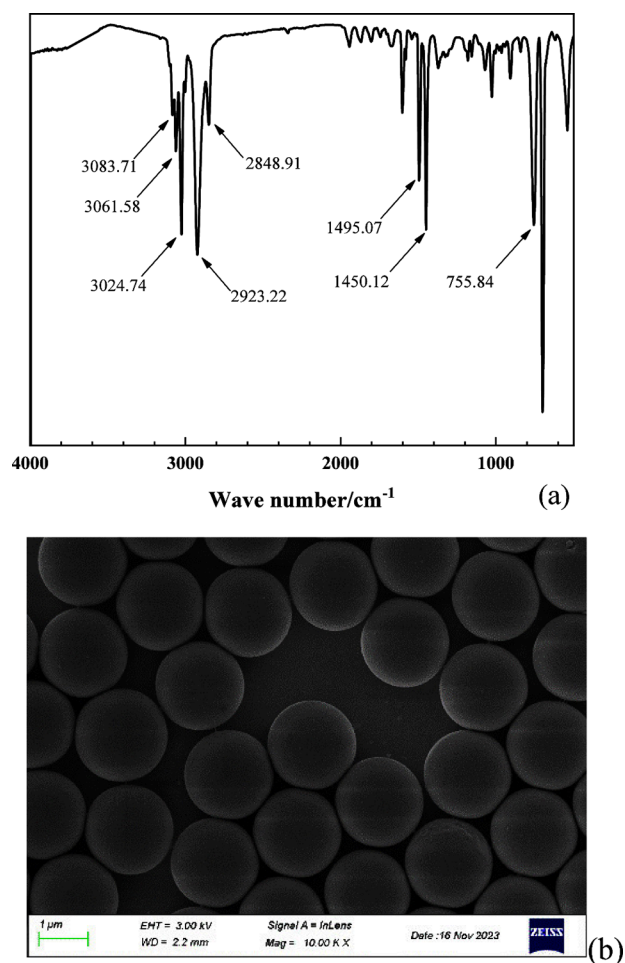 3083.71
2848.91
3061.58
1495.07
3024.74
2923.22
1450.12
755.84
4000 3000 2000 1000
Wave number/cm⁻¹
(a)
1 µm EHT = 3.00 kV Signal A = InLens Date :16 Nov 2023 ZEISS
WD = 2.2 mm Mag = 10.00 K X
(b)